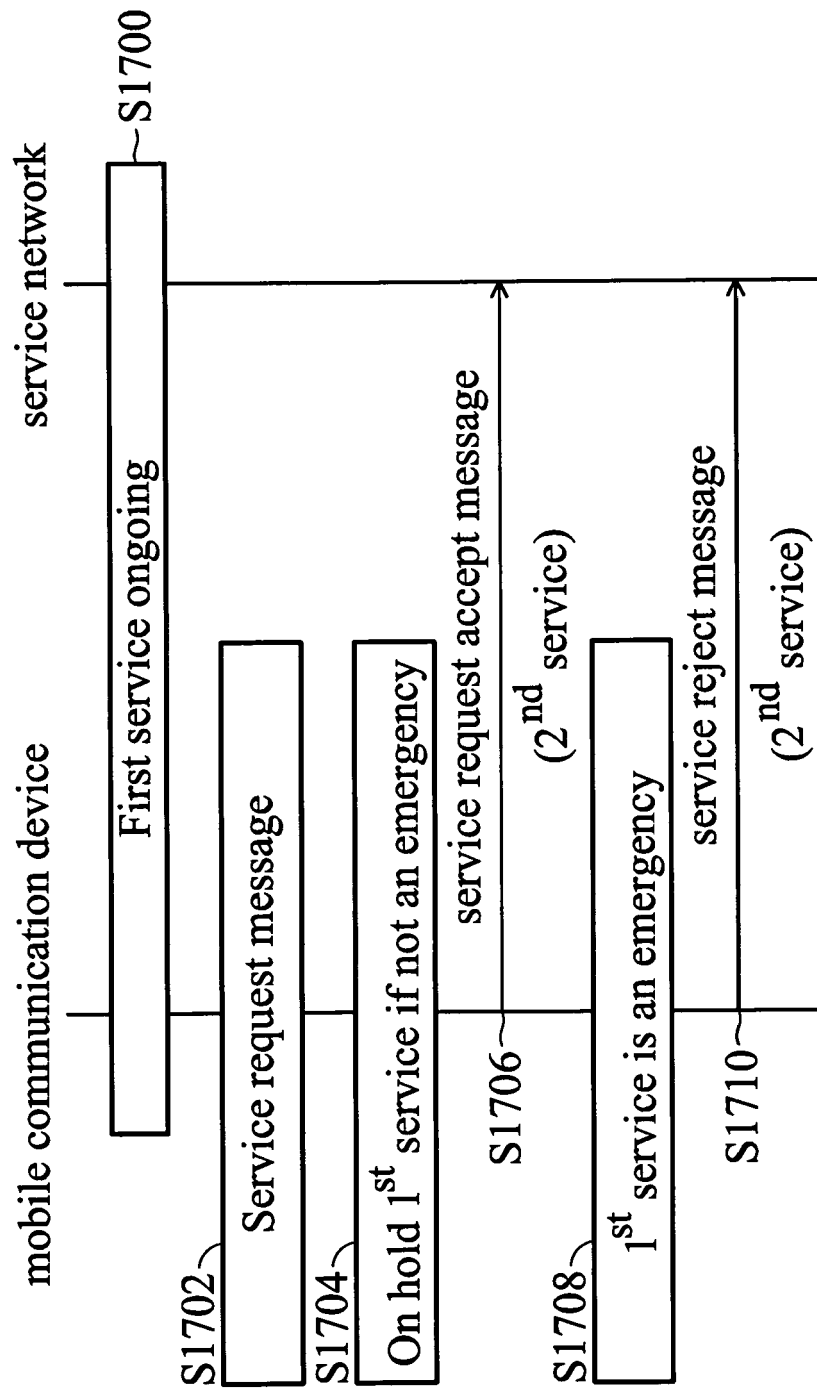 mobile communication device
service network
First service ongoing
S1700
S1702
Service request message
S1704
On hold 1st service if not an emergency
service request accept message
S1706
(2nd service)
S1708
1st service is an emergency
service reject message
S1710
(2nd service)